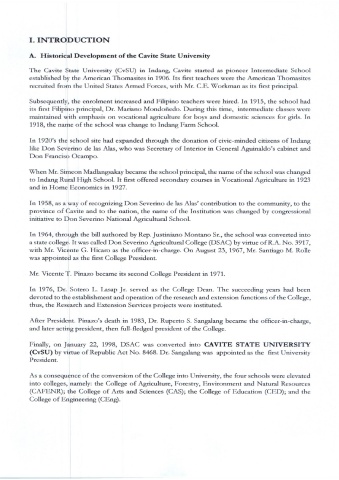 I. INTRODUCTION
A. Historical Development of the Cavite State University
The Cavite State University (CvSU) in Indang, Cavite started as pioneer Intermediate School
established by the American Thomasites in 1906. Its first teachers were the American Thomasites
recruited from the United States Armed Forces, with Mr. C.E. Workman as its first principal.
Subsequently, the enrolment increased and Filipino teachers were hired. In 1915, the school had
its first Filipino principal, Dr. Mariano Mondoñedo. During this time, intermediate classes were
maintained with emphasis on vocational agriculture for boys and domestic sciences for girls. In
1918, the name of the school was change to Indang Farm School.
In 1920's the school site had expanded through the donation of civic-minded citizens of Indang
like Don Severino de las Alas, who was Secretary of Interior in General Aguinaldo's cabinet and
Don Francisco Ocampo.
When Mr. Simeon Madlangsakay became the school principal, the name of the school was changed
to Indang Rural High School. It first offered secondary courses in Vocational Agriculture in 1923
and in Home Economics in 1927.
In 1958, as a way of recognizing Don Severino de las Alas' contribution to the community, to the
province of Cavite and to the nation, the name of the Institution was changed by congressional
initiative to Don Severino National Agricultural School.
In 1964, through the bill authored by Rep. Justiniano Montano Sr., the school was converted into
a state college. It was called Don Severino Agricultural College (DSAC) by virtue of R.A. No. 3917,
with Mr. Vicente G. Hicaro as the officer-in-charge. On August 23, 1967, Mr. Santiago M. Rolle
was appointed as the first College President.
Mr. Vicente T. Pinazo became its second College President in 1971.
In 1976, Dr. Sotero L. Lasap Jr. served as the College Dean. The succeeding years had been
devoted to the establishment and operation of the research and extension functions of the College,
thus, the Research and Extension Services projects were instituted.
After President. Pinazo's death in 1983, Dr. Ruperto S. Sangalang became the officer-in-charge,
and later acting president, then full-fledged president of the College.
Finally, on January 22, 1998, DSAC was converted into CAVITE STATE UNIVERSITY
(CvSU) by virtue of Republic Act No. 8468. Dr. Sangalang was appointed as the first University
President.
As a consequence of the conversion of the College into University, the four schools were elevated
into colleges, namely: the College of Agriculture, Forestry, Environment and Natural Resources
(CAFENR); the College of Arts and Sciences (CAS); the College of Education (CED); and the
College of Engineering (CEng).